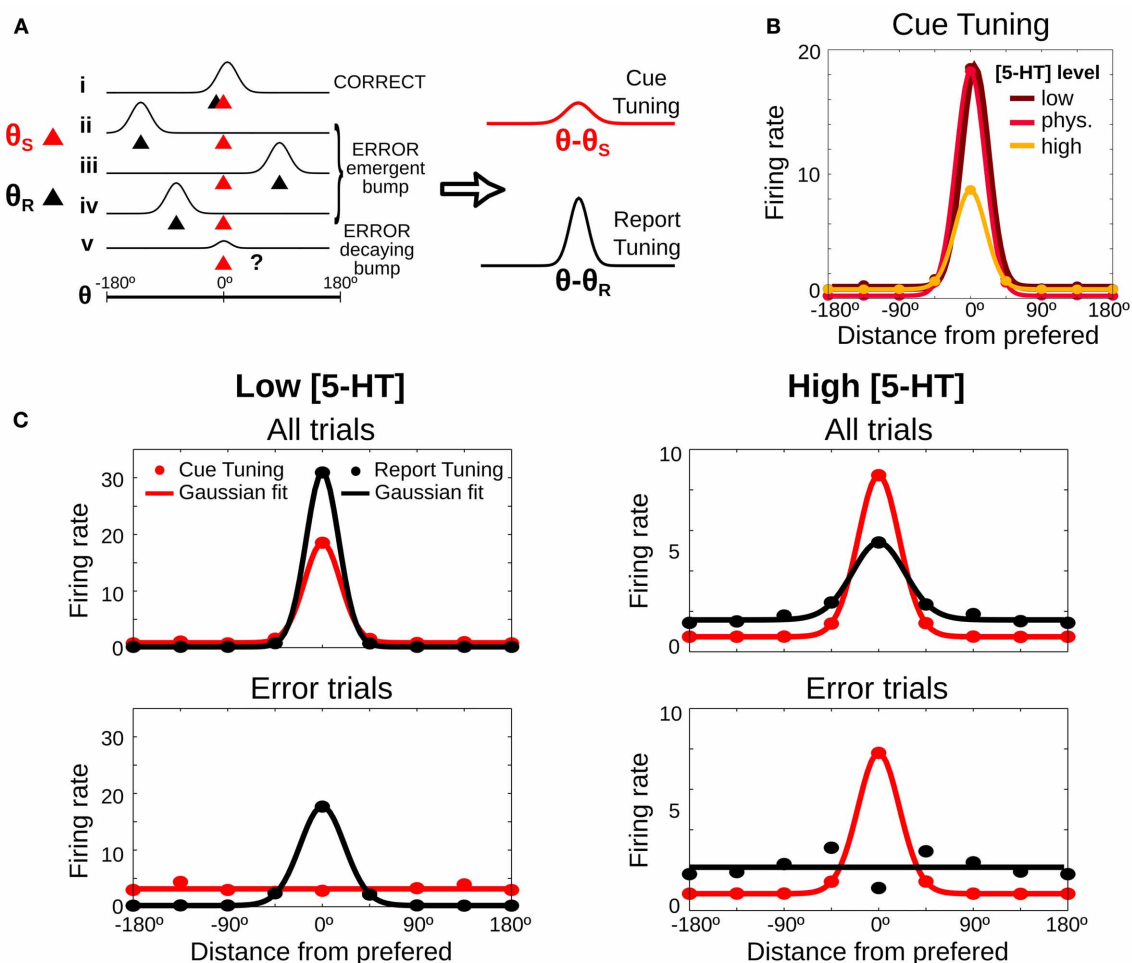 A
i
CORRECT
ii
θS
iii
ERROR
emergent
bump
θR
iv
v
ERROR
decaying
bump
?
-180º
0º
180º
θ
Cue
Tuning
θ-θS
Report
Tuning
θ-θR
B
Cue Tuning
20
15
10
5
0
Firing rate
[5-HT] level
low
phys.
high
-180º -90º 0º 90º 180º
Distance from prefered
C
Low [5-HT]
All trials
30
20
10
0
Firing rate
Cue Tuning
Gaussian fit
Report Tuning
Gaussian fit
High [5-HT]
All trials
10
5
0
Firing rate
Error trials
30
20
10
0
Firing rate
-180º -90º 0º 90º 180º
Distance from prefered
Error trials
10
5
0
Firing rate
-180º -90º 0º 90º 180º
Distance from prefered